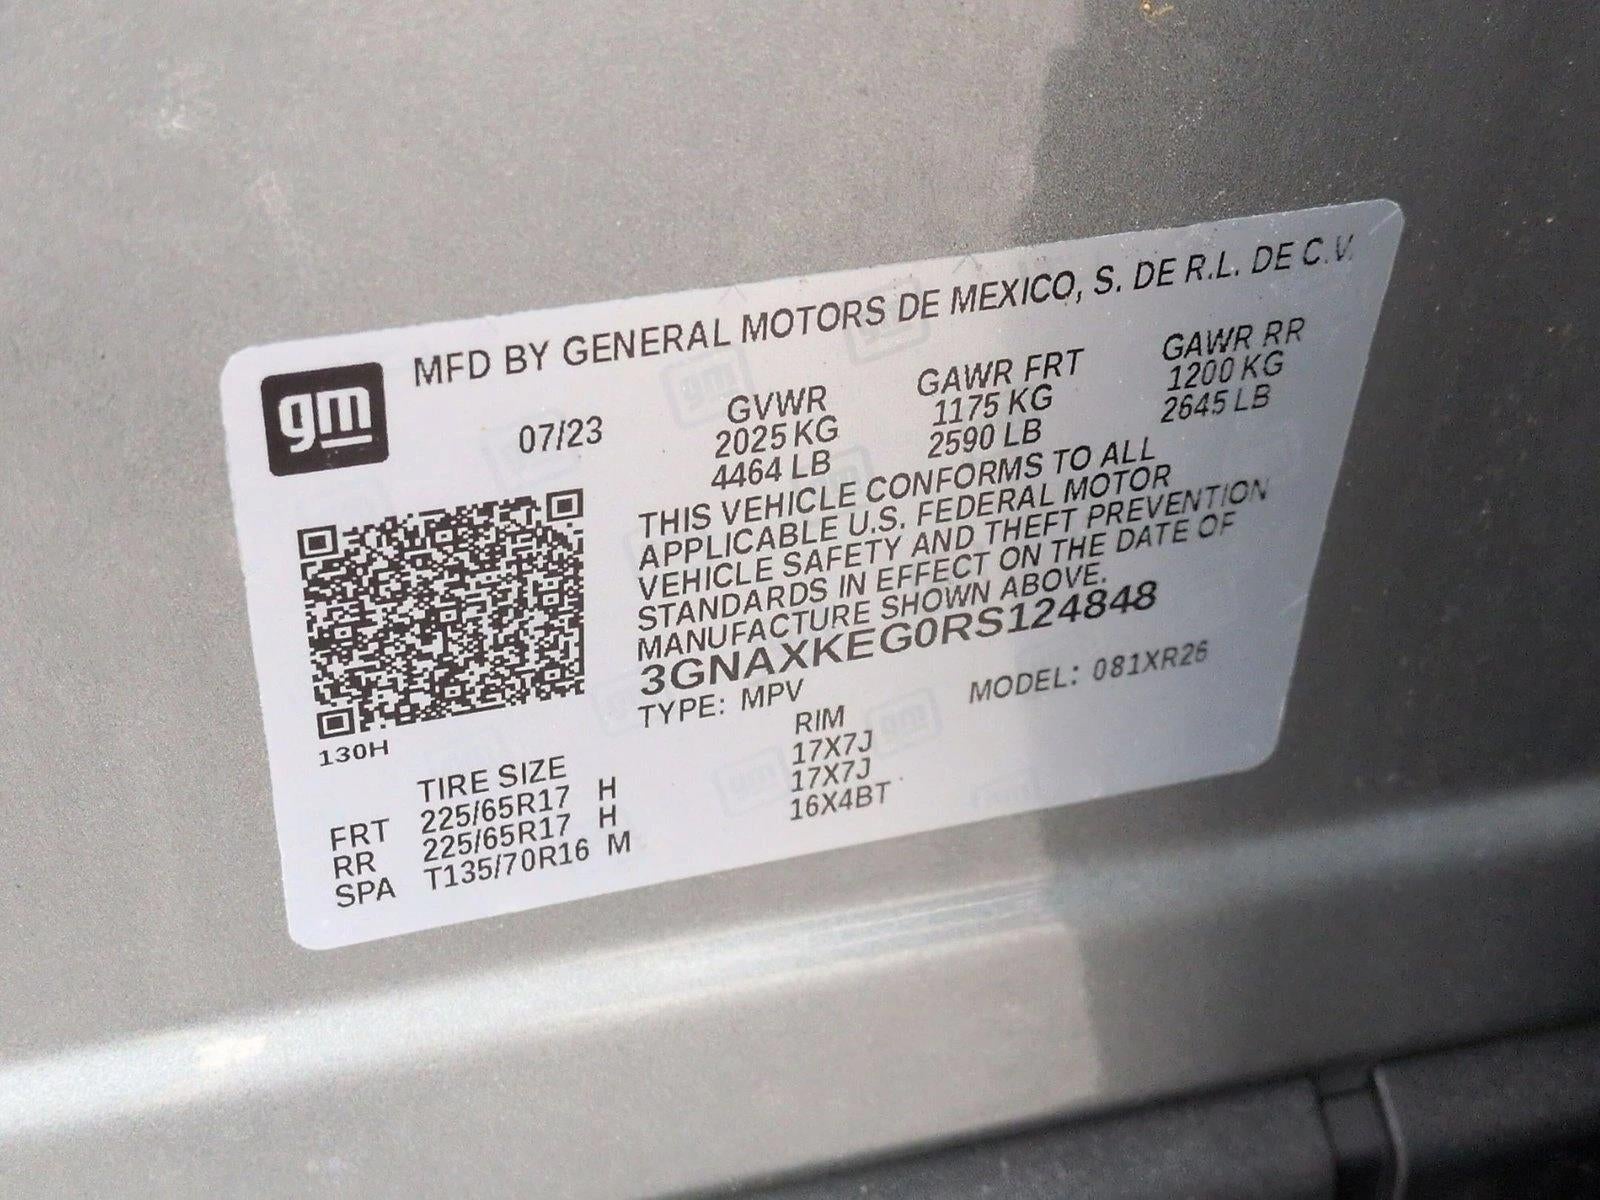 gm
MFD BY GENERAL MOTORS DE MEXICO, S. DE R.L. DE C.V.
07/23 GVWR GAWR FRT GAWR RR
2025 KG 1175 KG 1200 KG
4464 LB 2590 LB 2645 LB
THIS VEHICLE CONFORMS TO ALL
APPLICABLE U.S. FEDERAL MOTOR
VEHICLE SAFETY AND THEFT PREVENTION
STANDARDS IN EFFECT ON THE DATE OF
MANUFACTURE SHOWN ABOVE.
3GNAXKEG0RS124848
TYPE: MPV MODEL: 081XR26
130H
TIRE SIZE RIM
FRT 225/65R17 H 17X7J
RR 225/65R17 H 17X7J
SPA T135/70R16 M 16X4BT